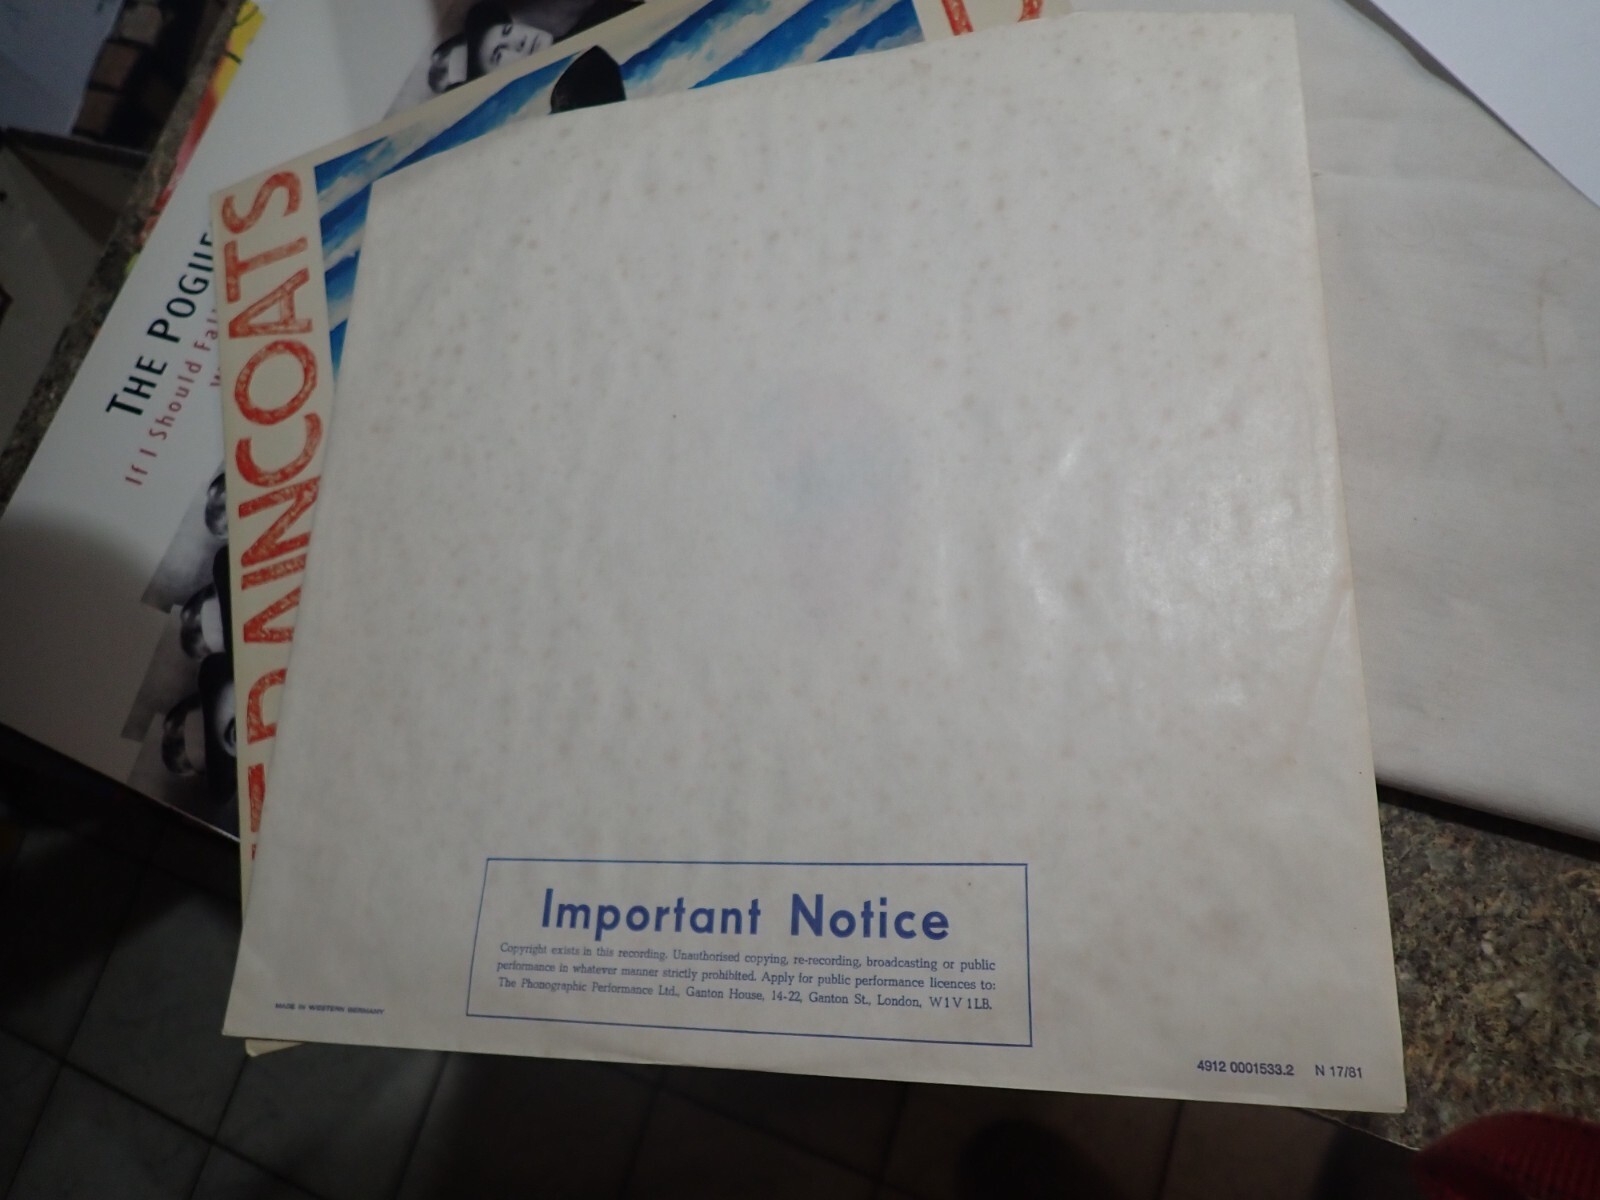 THE POGUE
If I Should Fall
RAINCOATS
Important Notice
Copyright exists in this recording. Unauthorised copying, re-recording, broadcasting or public
performance in whatever manner strictly prohibited. Apply for public performance licences to:
The Phonographic Performance Ltd., Ganton House, 14-22, Ganton St., London, W1V 1LB.
MADE IN WESTERN GERMANY
4912 0001533.2 N 17/81